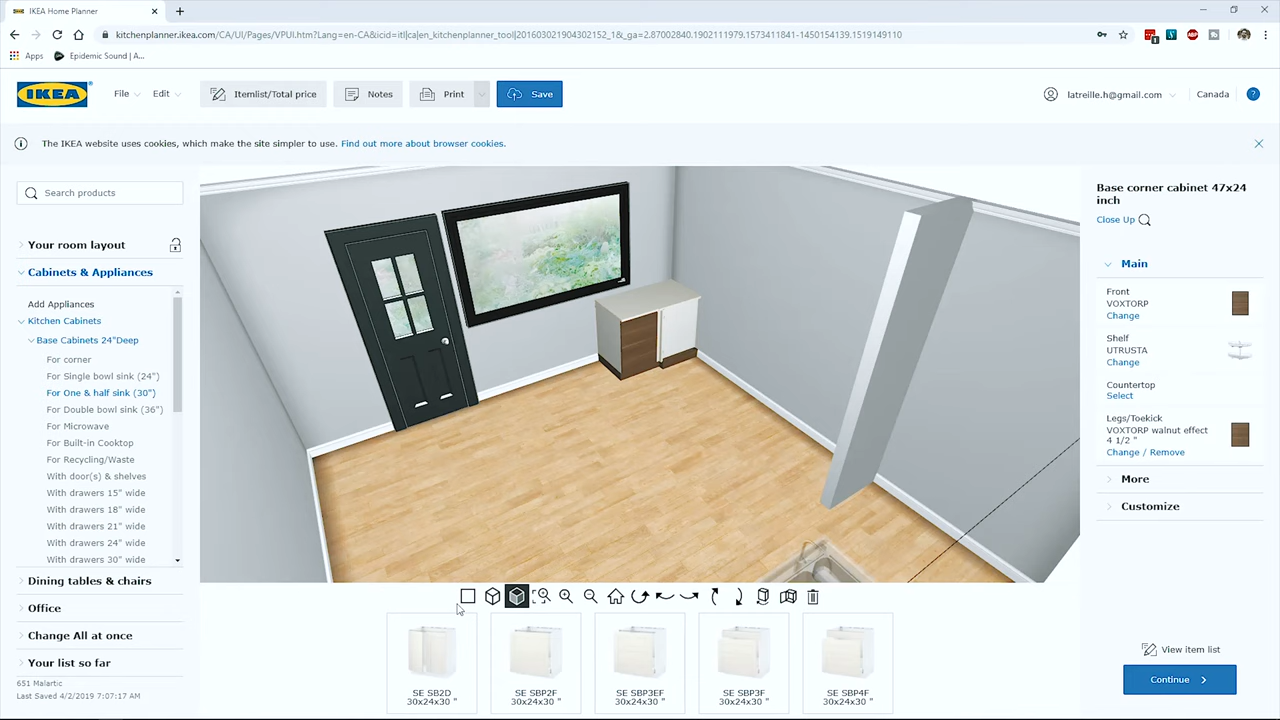 IKEA Home Planner
kitchenplanner.ikea.com/CA/UI/Pages/VPUI.htm?Lang=en-CA&icid=itl|ca|en_kitchenplanner_tool|201603021904302152_1&_ga=2.87002840.1902111979.1573411841-1450154139.1519149110
Apps
Epidemic Sound | A...
IKEA
File
Edit
Itemlist/Total price
Notes
Print
Save
latreille.h@gmail.com
Canada
?
The IKEA website uses cookies, which make the site simpler to use. Find out more about browser cookies.
Search products
Your room layout
Cabinets & Appliances
Add Appliances
Kitchen Cabinets
Base Cabinets 24"Deep
For corner
For Single bowl sink (24")
For One & half sink (30")
For Double bowl sink (36")
For Microwave
For Built-in Cooktop
For Recycling/Waste
With door(s) & shelves
With drawers 15" wide
With drawers 18" wide
With drawers 21" wide
With drawers 24" wide
With drawers 30" wide
Dining tables & chairs
Office
Change All at once
Your list so far
651 Malartic
Last Saved 4/2/2019 7:07:17 AM
SE SB2D
30x24x30 "
SE SBP2F
30x24x30 "
SE SBP3EF
30x24x30 "
SE SBP3F
30x24x30 "
SE SBP4F
30x24x30 "
Base corner cabinet 47x24
inch
Close Up
Main
Front
VOXTORP
Change
Shelf
UTRUSTA
Change
Countertop
Select
Legs/Toekick
VOXTORP walnut effect
4 1/2 "
Change / Remove
More
Customize
View item list
Continue